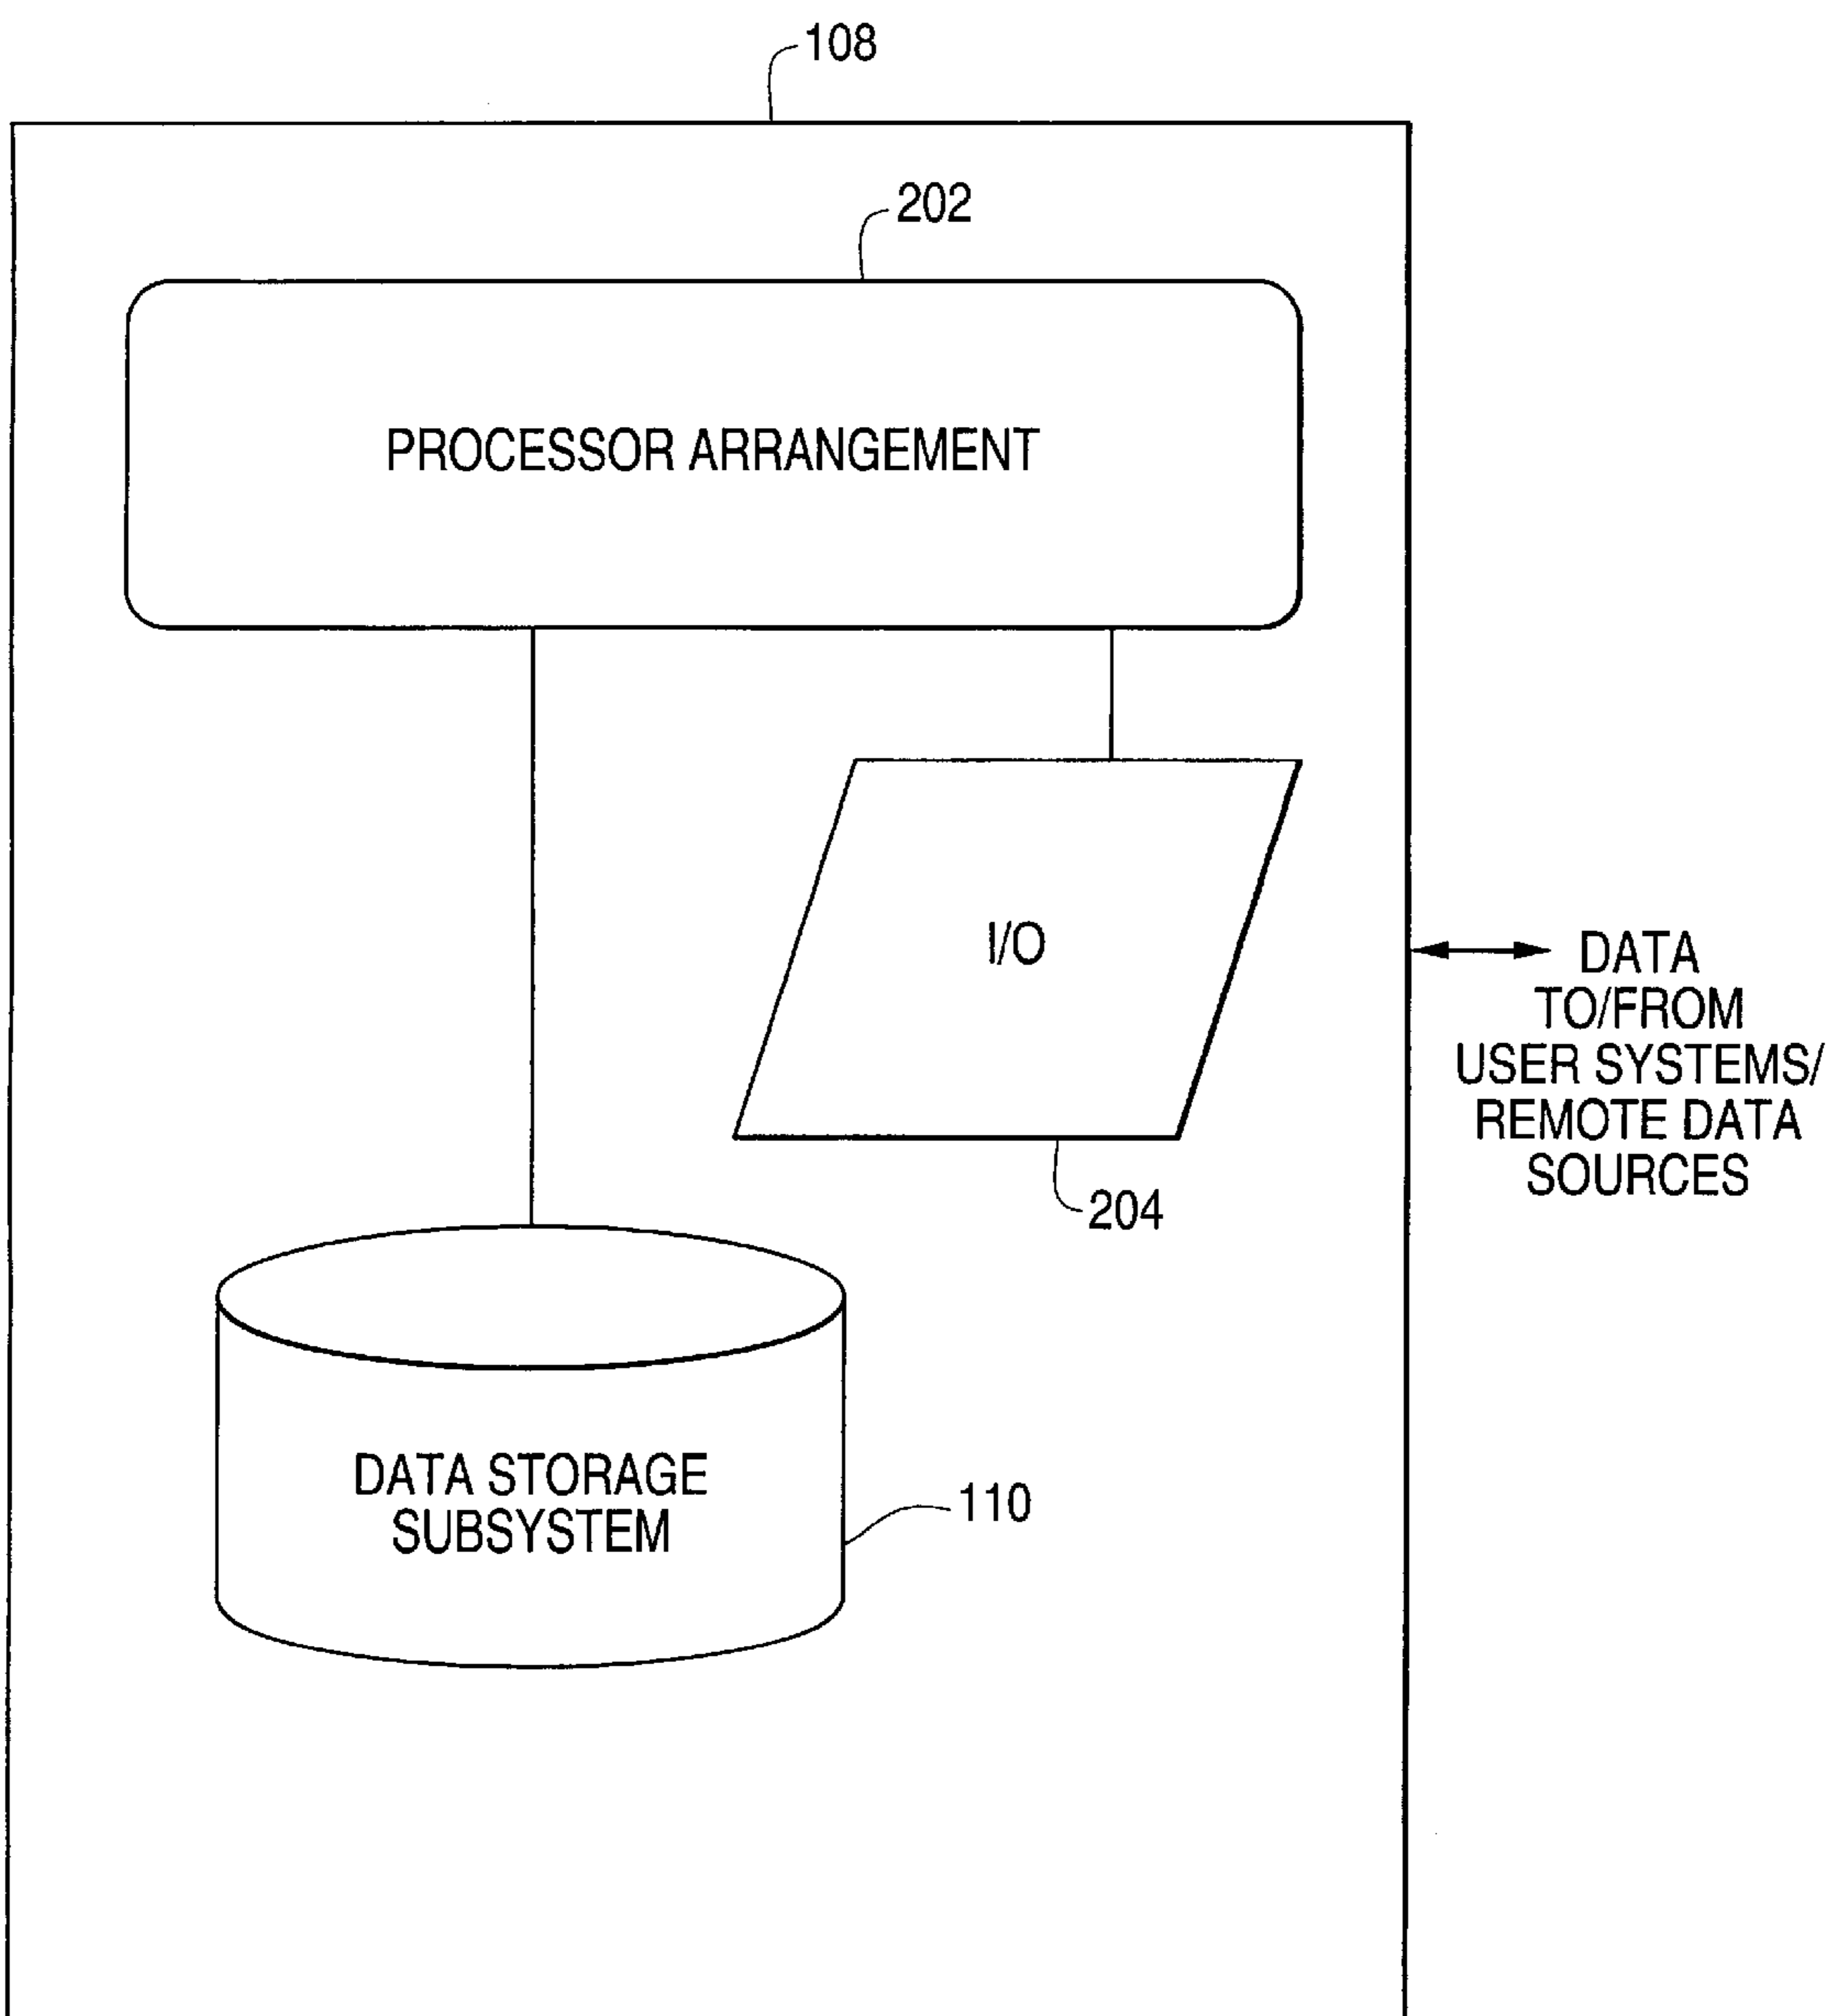 108
202
PROCESSOR ARRANGEMENT
I/O
DATA
TO/FROM
USER SYSTEMS/
REMOTE DATA
SOURCES
204
DATA STORAGE
SUBSYSTEM
110